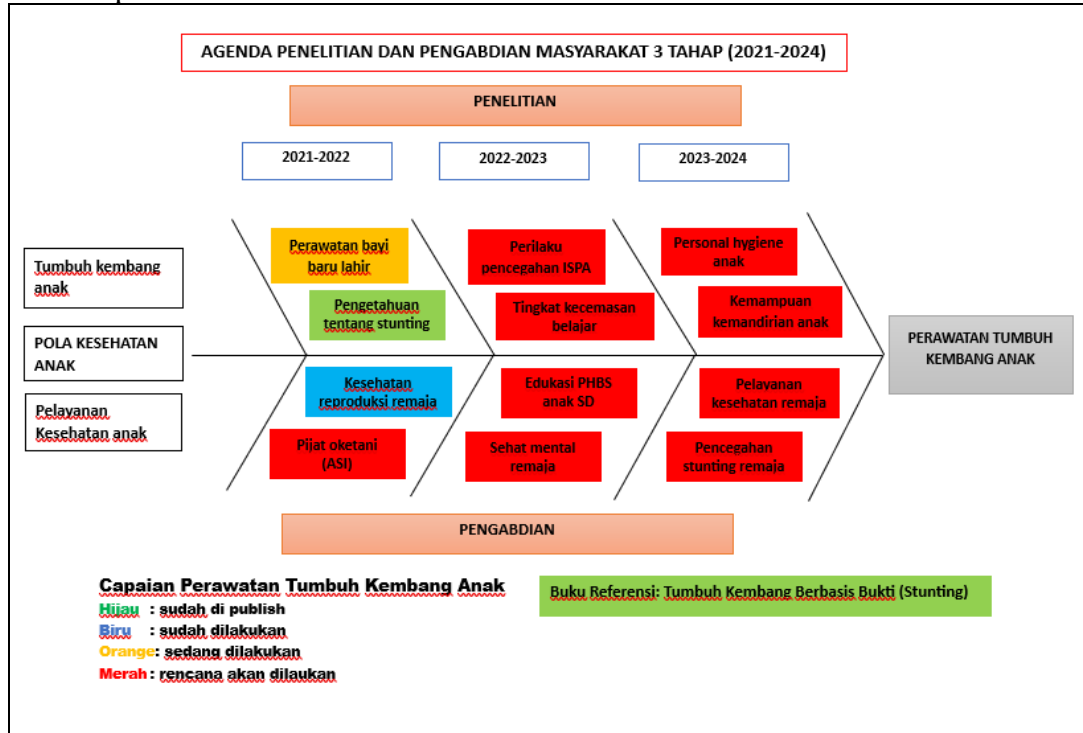 AGENDA PENELITIAN DAN PENGABDIAN MASYARAKAT 3 TAHAP (2021-2024)
PENELITIAN
2021-2022
2022-2023
2023-2024
Tumbuh kembang
anak
POLA KESEHATAN
ANAK
Pelayanan
Kesehatan anak
Perawatan bayi
baru lahir
Pengetahuan
tentang stunting
Perilaku
pencegahan ISPA
Tingkat kecemasan
belajar
Personal hygiene
anak
Kemampuan
kemandirian anak
PERAWATAN TUMBUH
KEMBANG ANAK
Kesehatan
reproduksi remaja
Pijat oketani
(ASI)
Edukasi PHBS
anak SD
Sehat mental
remaja
Pelayanan
kesehatan remaja
Pencegahan
stunting remaja
PENGABDIAN
Capaian Perawatan Tumbuh Kembang Anak
Hijau : sudah di publish
Biru : sudah dilakukan
Orange: sedang dilakukan
Merah : rencana akan dilaukan
Buku Referensi: Tumbuh Kembang Berbasis Bukti (Stunting)